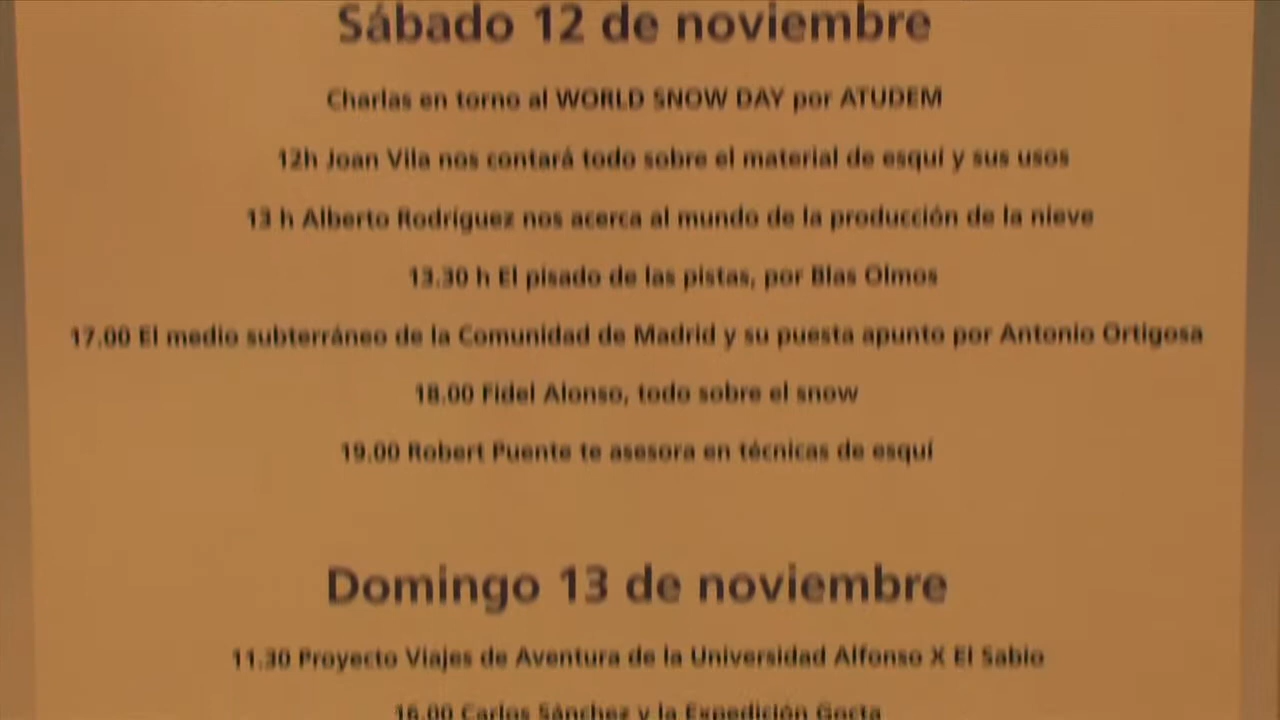 Sábado 12 de noviembre
Charlas en torno al WORLD SNOW DAY por ATUDEM
12h Joan Vila nos contará todo sobre el material de esquí y sus usos
13 h Alberto Rodríguez nos acerca al mundo de la producción de la nieve
13.30 h El pisado de las pistas, por Blas Olmos
17.00 El medio subterráneo de la Comunidad de Madrid y su puesta apunto por Antonio Ortigosa
18.00 Fidel Alonso, todo sobre el snow
19.00 Robert Puente te asesora en técnicas de esquí
Domingo 13 de noviembre
11.30 Proyecto Viajes de Aventura de la Universidad Alfonso X El Sabio
16.00 Carlos Sánchez y la Expedición Gocta